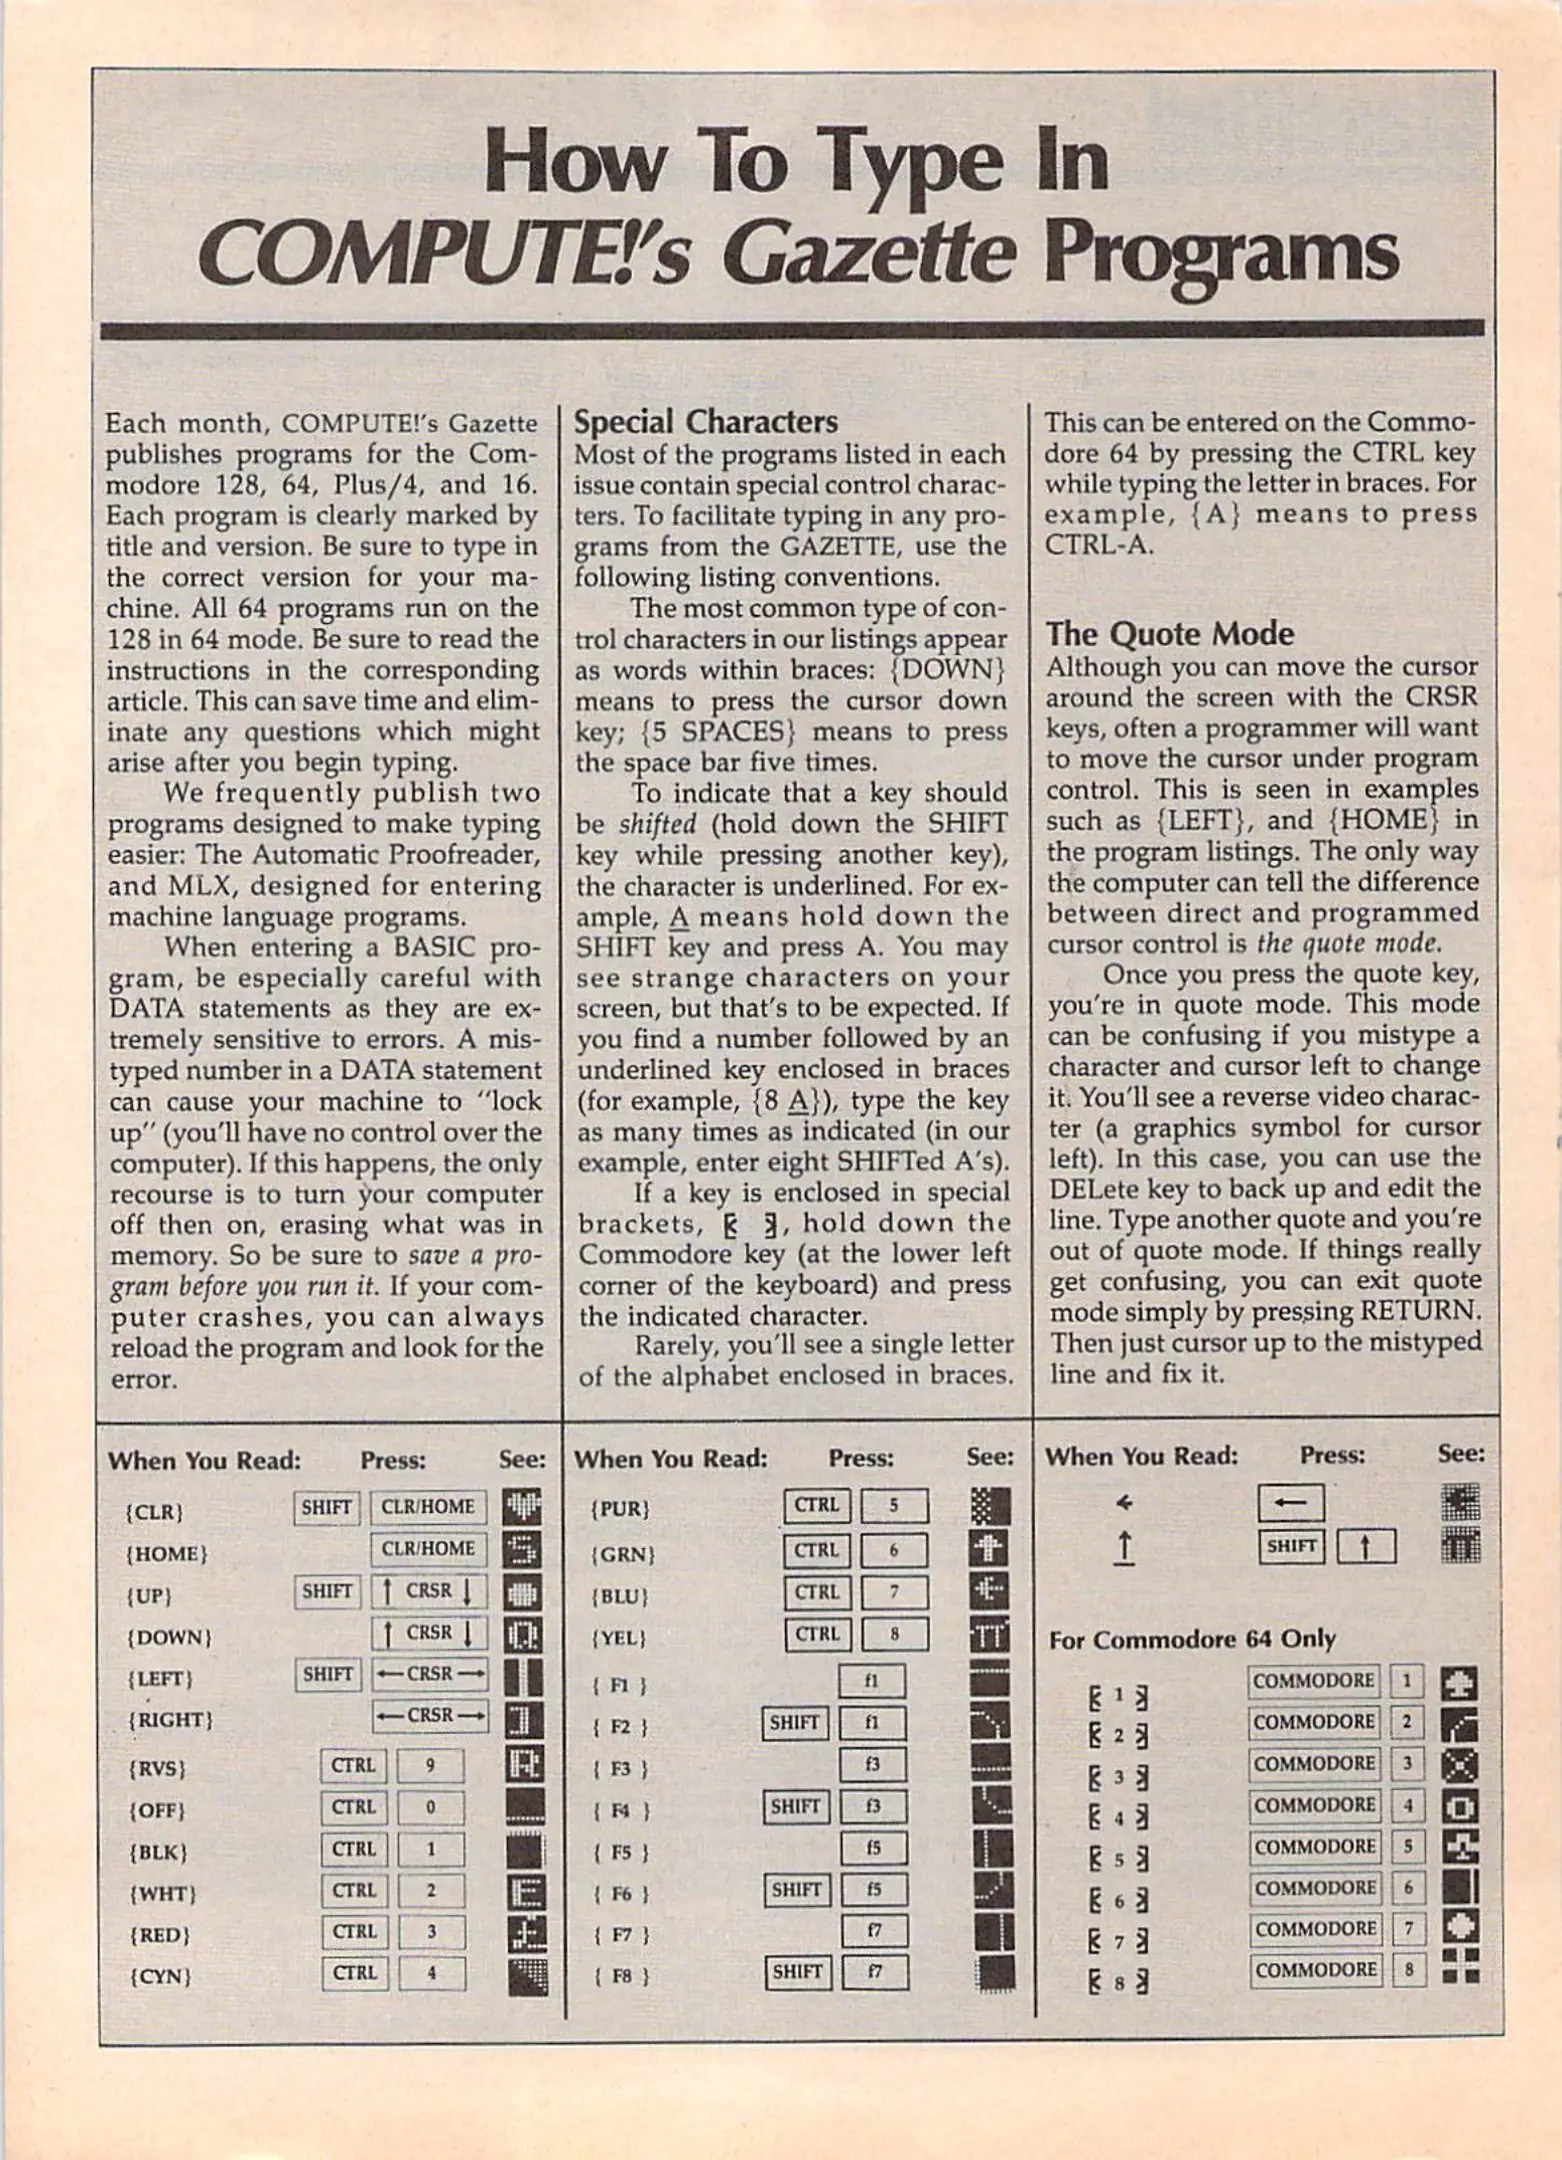 How To Type In
COMPUTE!'s Gazette Programs
Each month, COMPUTE!'s Gazette
publishes programs for the Com-
modore 128, 64, Plus/4, and 16.
Each program is clearly marked by
title and version. Be sure to type in
the correct version for your ma-
chine. All 64 programs run on the
128 in 64 mode. Be sure to read the
instructions in the corresponding
article. This can save time and elim-
inate any questions which might
arise after you begin typing.
We frequently publish two
programs designed to make typing
easier: The Automatic Proofreader,
and MLX, designed for entering
machine language programs.
When entering a BASIC pro-
gram, be especially careful with
DATA statements as they are ex-
tremely sensitive to errors. A mis-
typed number in a DATA statement
can cause your machine to "lock
up" (you'll have no control over the
computer). If this happens, the only
recourse is to turn your computer
off then on, erasing what was in
memory. So be sure to save a pro-
gram before you run it. If your com-
puter crashes, you can always
reload the program and look for the
error.
Special Characters
Most of the programs listed in each
issue contain special control charac-
ters. To facilitate typing in any pro-
grams from the GAZETTE, use the
following listing conventions.
The most common type of con-
trol characters in our listings appear
as words within braces: {DOWN}
means to press the cursor down
key; {5 SPACES} means to press
the space bar five times.
To indicate that a key should
be shifted (hold down the SHIFT
key while pressing another key),
the character is underlined. For ex-
ample, A means hold down the
SHIFT key and press A. You may
see strange characters on your
screen, but that's to be expected. If
you find a number followed by an
underlined key enclosed in braces
(for example, {8 A}), type the key
as many times as indicated (in our
example, enter eight SHIFTed A's).
If a key is enclosed in special
brackets, [ ], hold down the
Commodore key (at the lower left
corner of the keyboard) and press
the indicated character.
Rarely, you'll see a single letter
of the alphabet enclosed in braces.
This can be entered on the Commo-
dore 64 by pressing the CTRL key
while typing the letter in braces. For
example, {A} means to press
CTRL-A.
The Quote Mode
Although you can move the cursor
around the screen with the CRSR
keys, often a programmer will want
to move the cursor under program
control. This is seen in examples
such as {LEFT}, and {HOME} in
the program listings. The only way
the computer can tell the difference
between direct and programmed
cursor control is the quote mode.
Once you press the quote key,
you're in quote mode. This mode
can be confusing if you mistype a
character and cursor left to change
it. You'll see a reverse video charac-
ter (a graphics symbol for cursor
left). In this case, you can use the
DELete key to back up and edit the
line. Type another quote and you're
out of quote mode. If things really
get confusing, you can exit quote
mode simply by pressing RETURN.
Then just cursor up to the mistyped
line and fix it.
When You Read: Press: See:
{CLR} SHIFT CLR/HOME
{HOME} CLR/HOME
{UP} SHIFT ↑ CRSR ↓
{DOWN} ↑ CRSR ↓
{LEFT} SHIFT ← CRSR →
{RIGHT} ← CRSR →
{RVS} CTRL 9
{OFF} CTRL 0
{BLK} CTRL 1
{WHT} CTRL 2
{RED} CTRL 3
{CYN} CTRL 4
When You Read: Press: See:
{PUR} CTRL 5
{GRN} CTRL 6
{BLU} CTRL 7
{YEL} CTRL 8
{ F1 } f1
{ F2 } SHIFT f1
{ F3 } f3
{ F4 } SHIFT f3
{ F5 } f5
{ F6 } SHIFT f5
{ F7 } f7
{ F8 } SHIFT f7
When You Read: Press: See:
← ←
↑ SHIFT ↑
For Commodore 64 Only
[ 1 ] COMMODORE 1
[ 2 ] COMMODORE 2
[ 3 ] COMMODORE 3
[ 4 ] COMMODORE 4
[ 5 ] COMMODORE 5
[ 6 ] COMMODORE 6
[ 7 ] COMMODORE 7
[ 8 ] COMMODORE 8